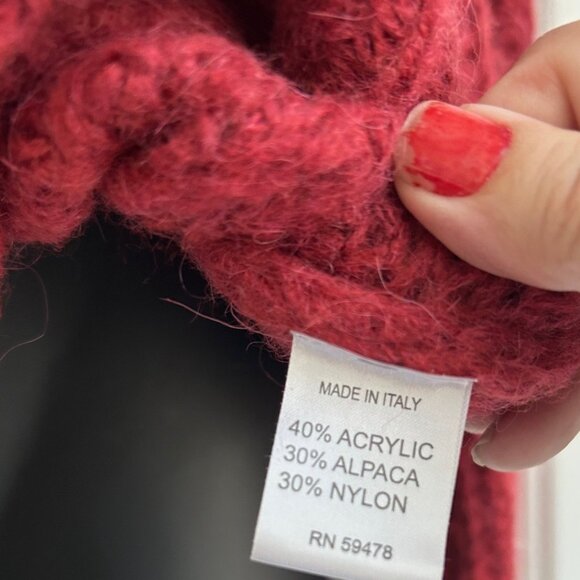 MADE IN ITALY
40% ACRYLIC
30% ALPACA
30% NYLON
RN 59478